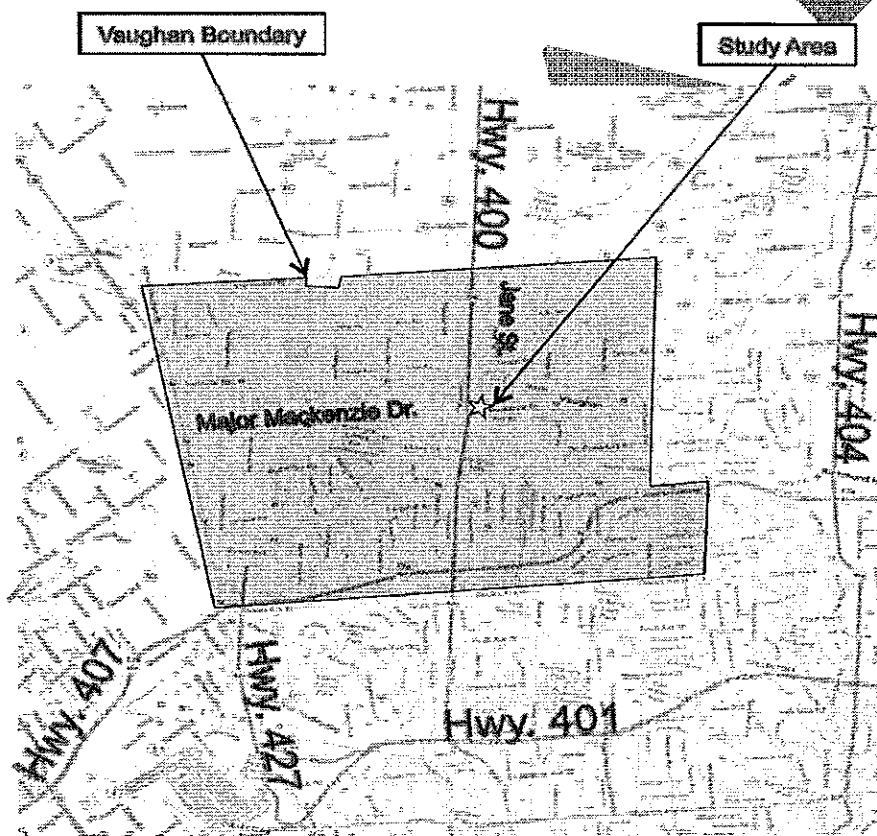 Vaughan Boundary
Study Area
Hwy. 400
Jane St.
Major Mackenzie Dr.
Hwy. 404
Hwy. 407
Hwy. 427
Hwy. 401